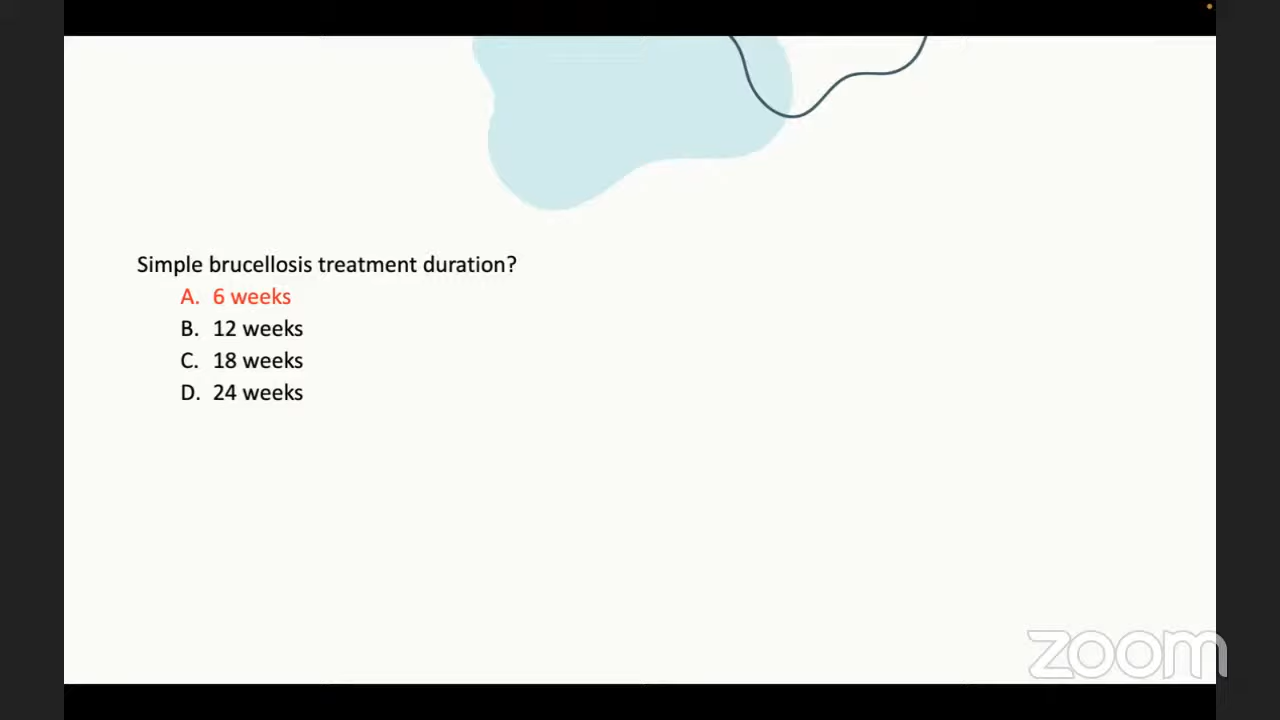 Simple brucellosis treatment duration?
A. 6 weeks
B. 12 weeks
C. 18 weeks
D. 24 weeks
zoom